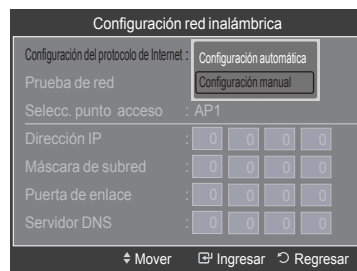 Configuración red inalámbrica
Configuración del protocolo de Internet : Configuración automática
Configuración manual
Prueba de red
Selecc. punto acceso : AP1
Dirección IP : 0 0 0 0
Máscara de subred : 0 0 0 0
Puerta de enlace : 0 0 0 0
Servidor DNS : 0 0 0 0
Mover Ingresar Regresar